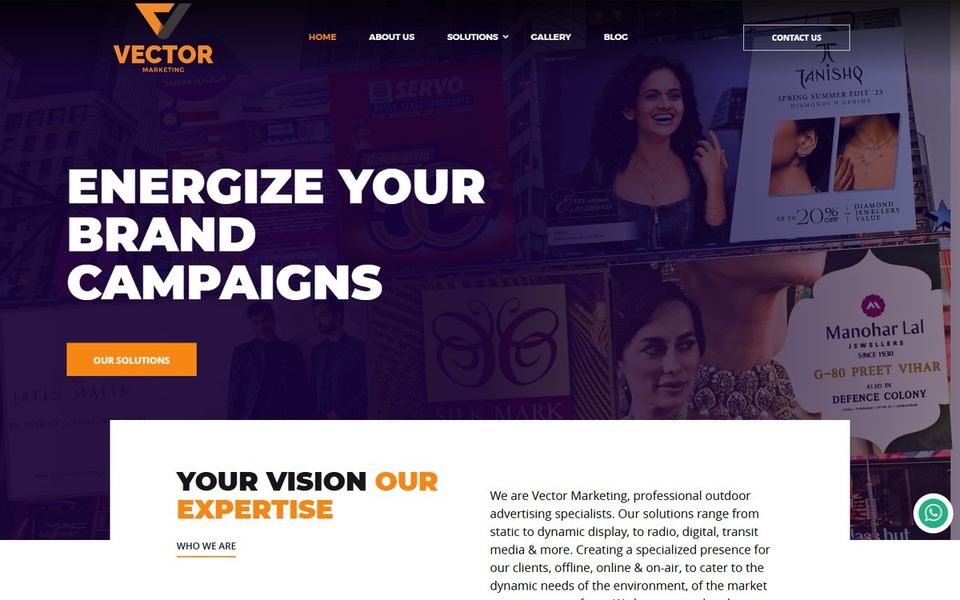 VECTOR
MARKETING
HOME
ABOUT US
SOLUTIONS
GALLERY
BLOG
CONTACT US
SERVO
WORLD CLASS LUBRICANTS
Celebrating
TANISHQ
SPRING SUMMER EDIT '23
DIAMONDS N DENIMS
UP TO 20% OFF
DIAMOND
JEWELLERY
VALUE
ENERGIZE YOUR
BRAND
CAMPAIGNS
OUR SOLUTIONS
JATIN MALIK
SILK MARK
Manohar Lal
JEWELLERS
SINCE 1930
G-80 PREET VIHAR
ALSO IN
DEFENCE COLONY
YOUR VISION OUR
EXPERTISE
WHO WE ARE
We are Vector Marketing, professional outdoor
advertising specialists. Our solutions range from
static to dynamic display, to radio, digital, transit
media & more. Creating a specialized presence for
our clients, offline, online & on-air, to cater to the
dynamic needs of the environment, of the market